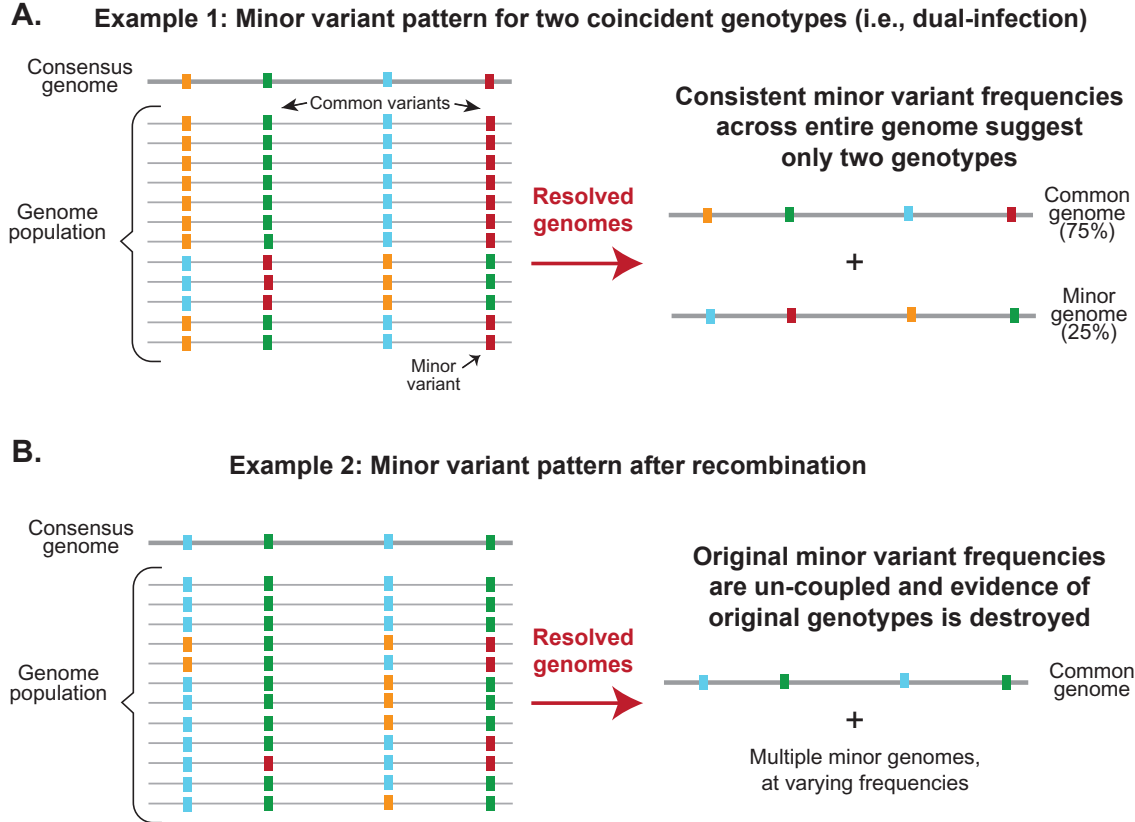 A.
Example 1: Minor variant pattern for two coincident genotypes (i.e., dual-infection)
Consensus
genome
Common variants
Genome
population
Minor
variant
Resolved
genomes
Consistent minor variant frequencies
across entire genome suggest
only two genotypes
Common
genome
(75%)
+
Minor
genome
(25%)
B.
Example 2: Minor variant pattern after recombination
Consensus
genome
Genome
population
Resolved
genomes
Original minor variant frequencies
are un-coupled and evidence of
original genotypes is destroyed
Common
genome
+
Multiple minor genomes,
at varying frequencies